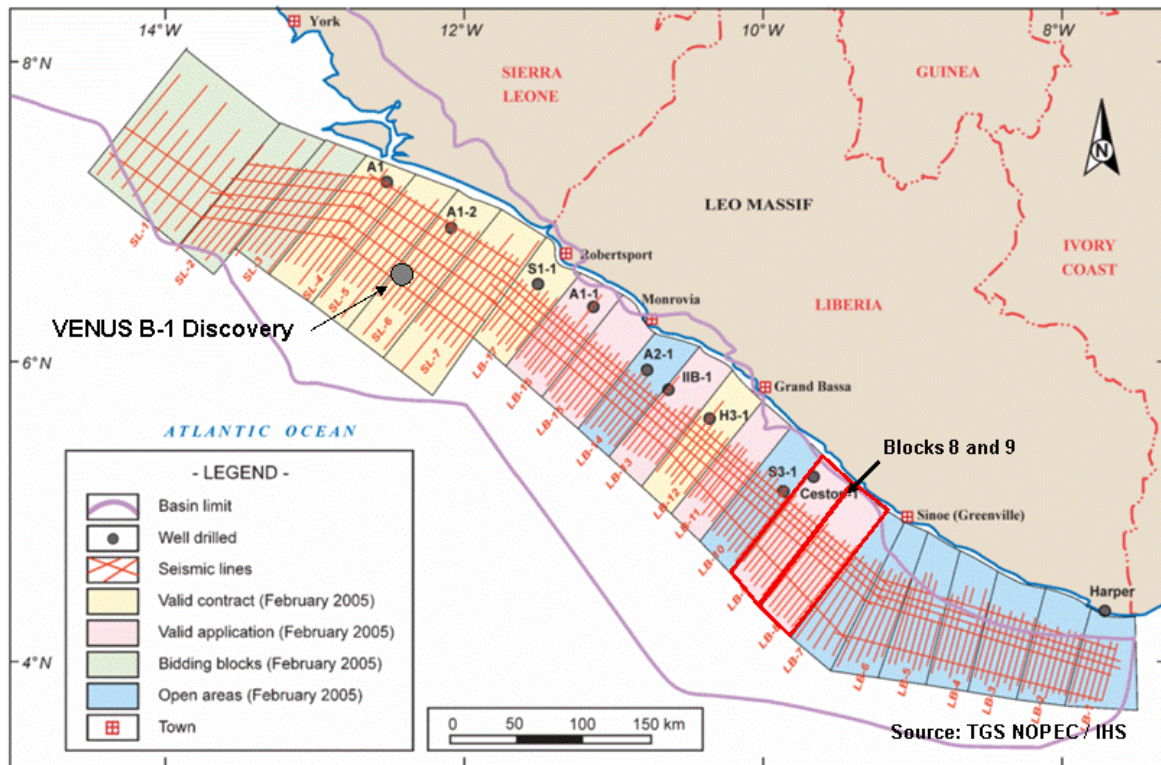 14°W
12°W
10°W
8°W
8°N
6°N
4°N
York
SIERRA
LEONE
GUINEA
N
LEO MASSIF
IVORY
COAST
LIBERIA
A1
A1-2
Robertsport
S1-1
A1-1
Monrovia
VENUS B-1 Discovery
A2-1
IIB-1
H3-1
Grand Bassa
Blocks 8 and 9
S3-1
Sinoe (Greenville)
Harper
SL-1
SL-2
SL-3
SL-4
SL-5
SL-6
SL-7
LB-17
LB-15
LB-14
LB-13
LB-12
LB-11
LB-10
LB-8
LB-7
LB-6
LB-5
LB-4
LB-3
LB-2
LB-1
ATLANTIC OCEAN
- LEGEND -
Basin limit
Well drilled
Seismic lines
Valid contract (February 2005)
Valid application (February 2005)
Bidding blocks (February 2005)
Open areas (February 2005)
Town
0 50 100 150 km
Source: TGS NOPEC / IHS